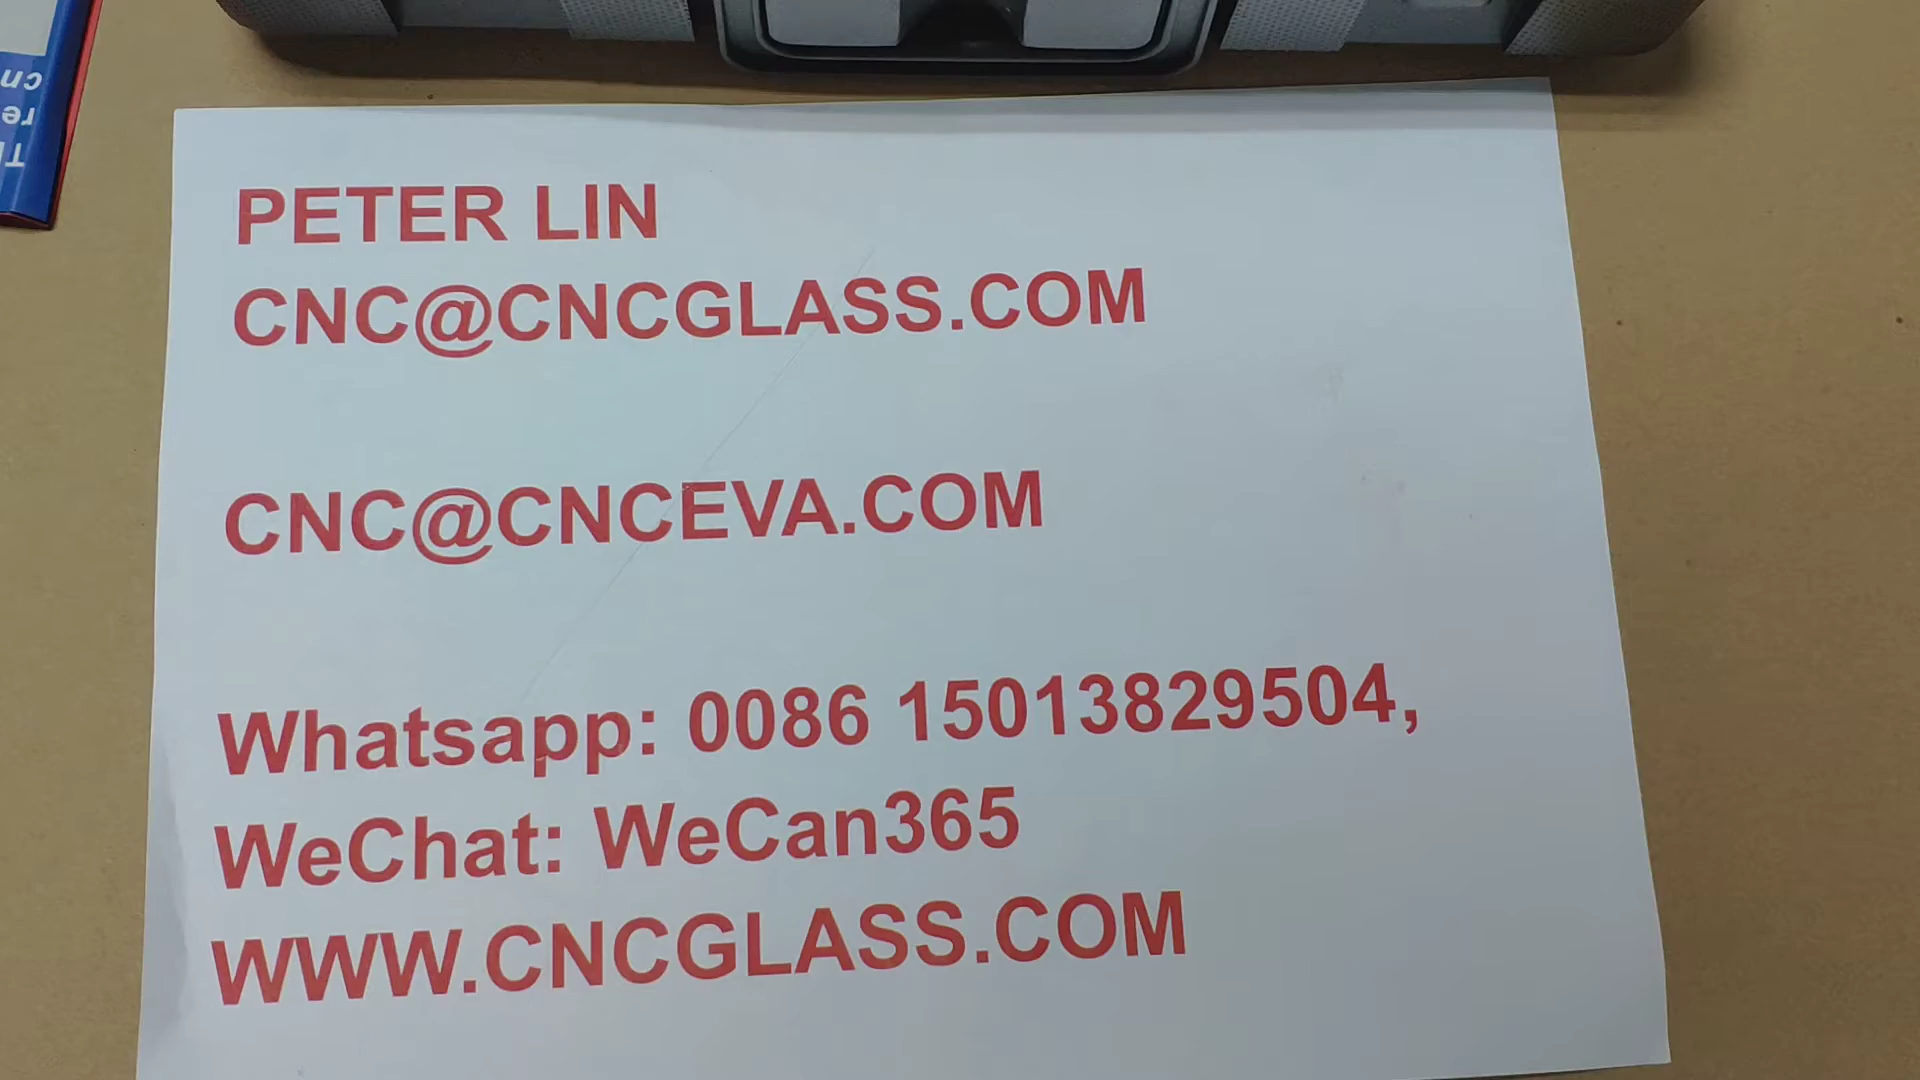 PETER LIN
CNC@CNCGLASS.COM
CNC@CNCEVA.COM
Whatsapp: 0086 15013829504,
WeChat: WeCan365
WWW.CNCGLASS.COM